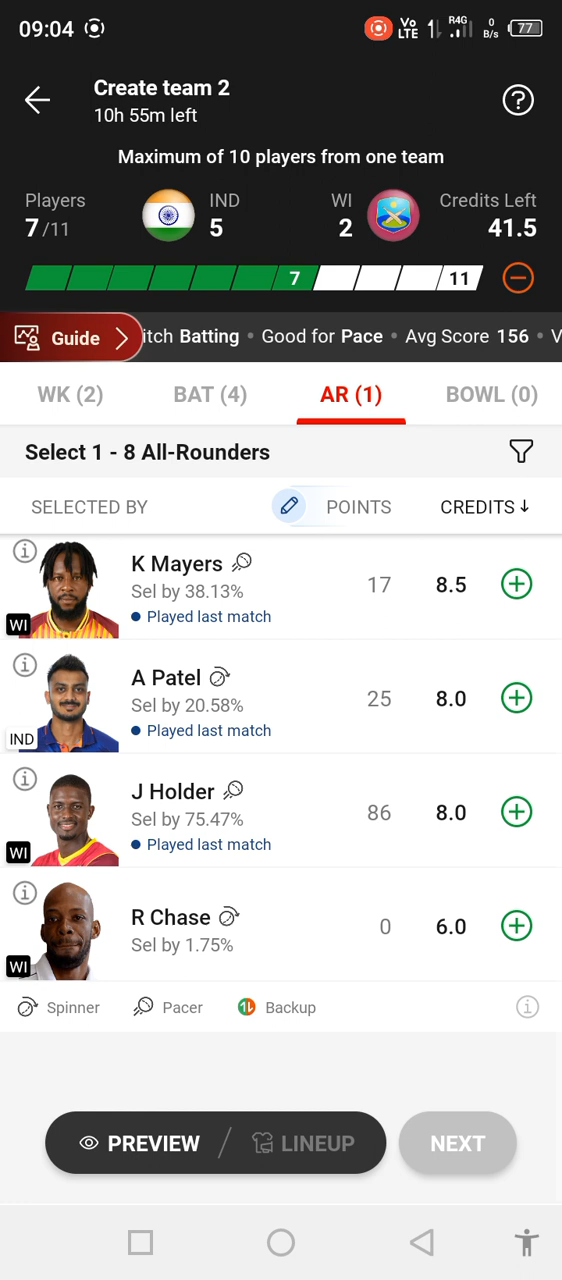 09:04 Vo LTE R4G 0 B/s 77
Create team 2
10h 55m left
Maximum of 10 players from one team
Players IND WI Credits Left
7/11 5 2 41.5
7 11
Guide itch Batting • Good for Pace • Avg Score 156 • V
WK (2) BAT (4) AR (1) BOWL (0)
Select 1 - 8 All-Rounders
SELECTED BY POINTS CREDITS↓
K Mayers
Sel by 38.13% 17 8.5
WI Played last match
A Patel
Sel by 20.58% 25 8.0
IND Played last match
J Holder
Sel by 75.47% 86 8.0
WI Played last match
R Chase 0 6.0
Sel by 1.75%
WI
Spinner Pacer Backup
PREVIEW / LINEUP NEXT